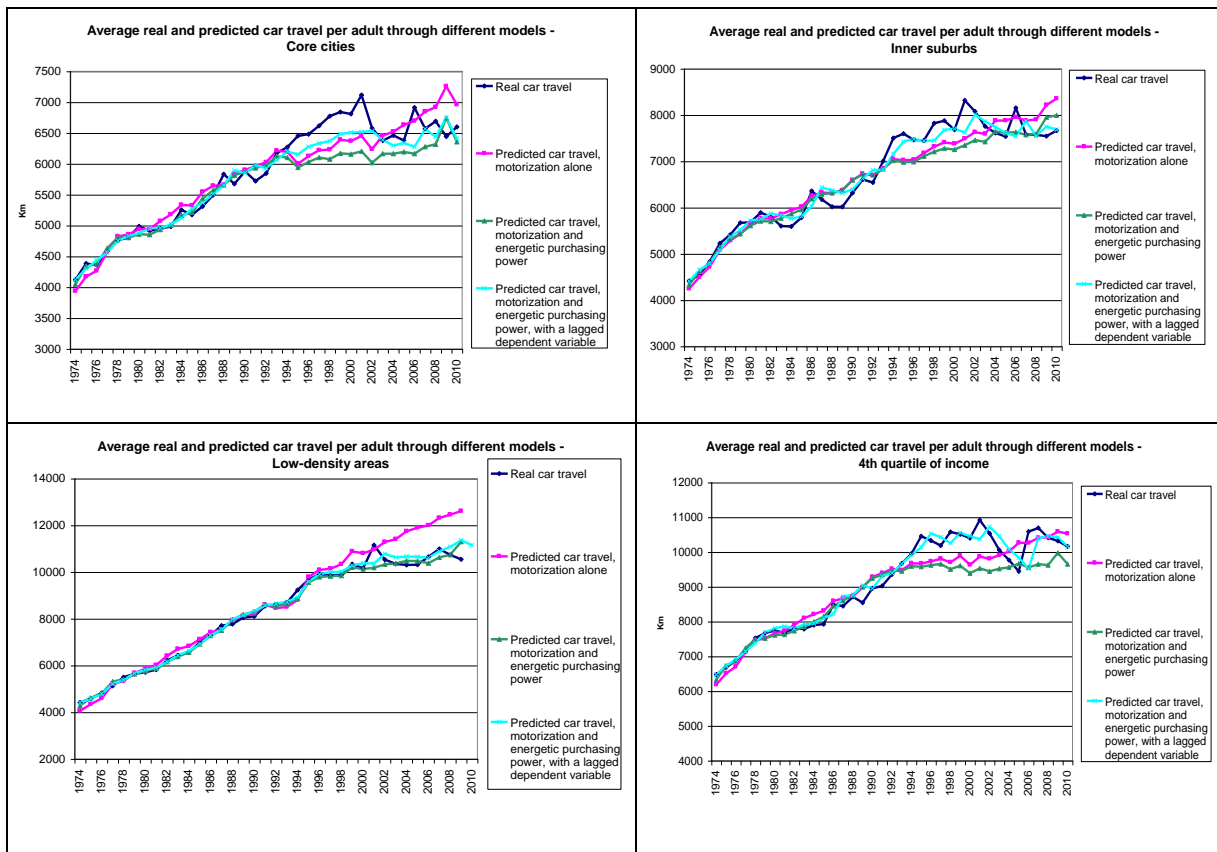 Average real and predicted car travel per adult through different models -
Core cities
7500
7000
6500
6000
5500
5000
4500
4000
3500
3000
Km
1974
1976
1978
1980
1982
1984
1986
1988
1990
1992
1994
1996
1998
2000
2002
2004
2006
2008
2010
Real car travel
Predicted car travel,
motorization alone
Predicted car travel,
motorization and
energetic purchasing
power
Predicted car travel,
motorization and
energetic purchasing
power, with a lagged
dependent variable
Average real and predicted car travel per adult through different models -
Inner suburbs
9000
8000
7000
6000
5000
4000
3000
1974
1976
1978
1980
1982
1984
1986
1988
1990
1992
1994
1996
1998
2000
2002
2004
2006
2008
2010
Real car travel
Predicted car travel,
motorization alone
Predicted car travel,
motorization and
energetic purchasing
power
Predicted car travel,
motorization and
energetic purchasing
power, with a lagged
dependent variable
Average real and predicted car travel per adult through different models -
Low-density areas
14000
12000
10000
8000
6000
4000
2000
1974
1976
1978
1980
1982
1984
1986
1988
1990
1992
1994
1996
1998
2000
2002
2004
2006
2008
2010
Real car travel
Predicted car travel,
motorization alone
Predicted car travel,
motorization and
energetic purchasing
power
Predicted car travel,
motorization and
energetic purchasing power,
with a lagged dependent
variable
Average real and predicted car travel per adult through different models -
4th quartile of income
12000
11000
10000
9000
8000
7000
6000
5000
4000
Km
1974
1976
1978
1980
1982
1984
1986
1988
1990
1992
1994
1996
1998
2000
2002
2004
2006
2008
2010
Real car travel
Predicted car travel,
motorization alone
Predicted car travel,
motorization and
energetic purchasing
power
Predicted car travel,
motorization and
energetic purchasing
power, with a lagged
dependent variable